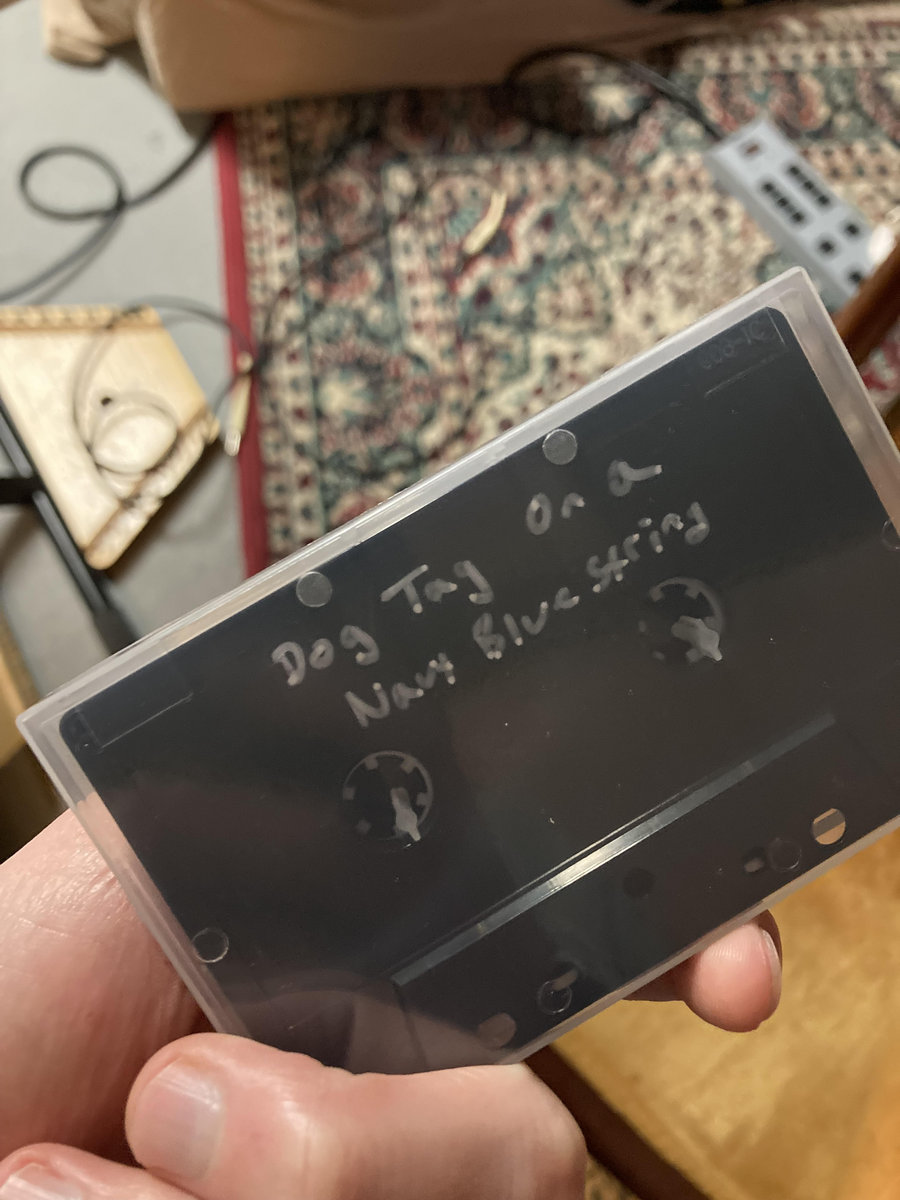 Dog Tag On a
Navy Blue String